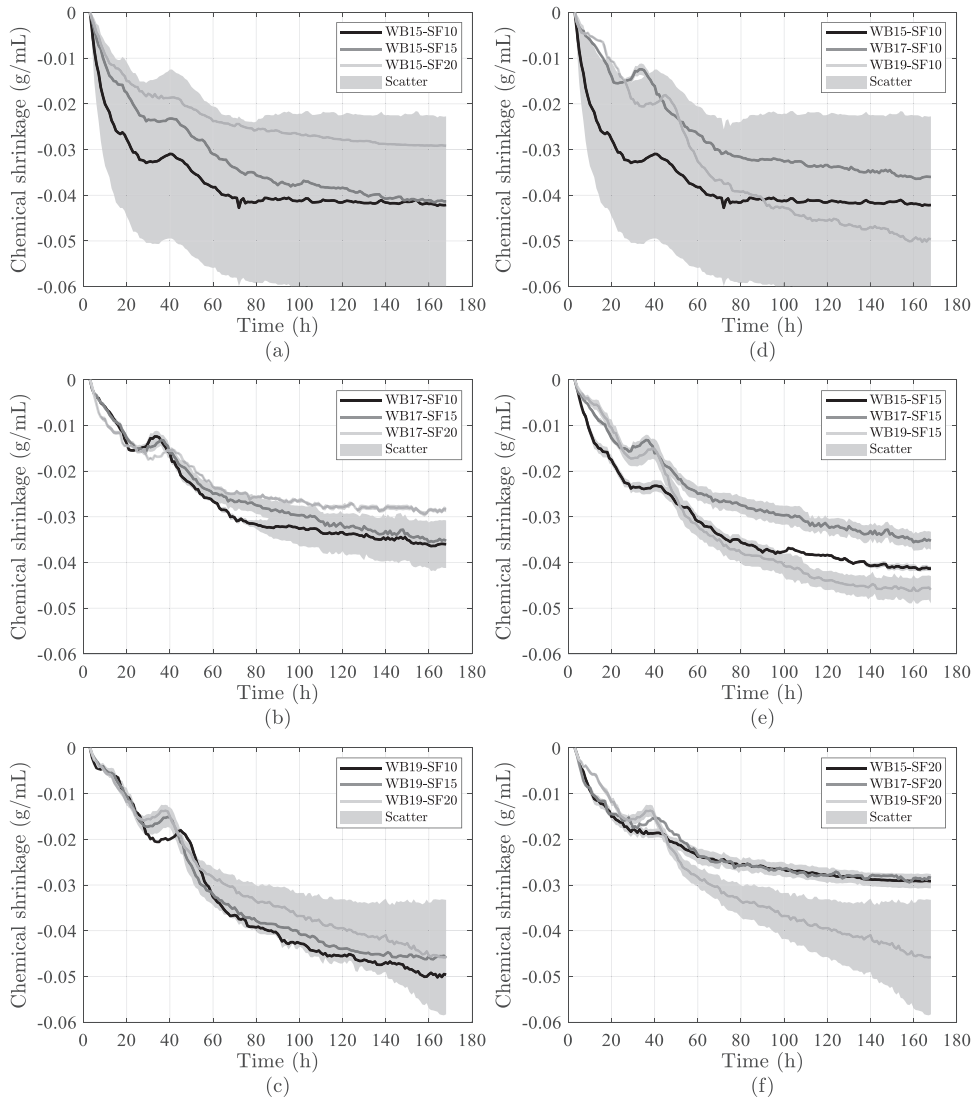 0
-0.01
-0.02
-0.03
-0.04
-0.05
-0.06
Chemical shrinkage (g/mL)
WB15-SF10
WB15-SF15
WB15-SF20
Scatter
0 20 40 60 80 100 120 140 160 180
Time (h)
(a)
0
-0.01
-0.02
-0.03
-0.04
-0.05
-0.06
Chemical shrinkage (g/mL)
WB15-SF10
WB17-SF10
WB19-SF10
Scatter
0 20 40 60 80 100 120 140 160 180
Time (h)
(d)
0
-0.01
-0.02
-0.03
-0.04
-0.05
-0.06
Chemical shrinkage (g/mL)
WB17-SF10
WB17-SF15
WB17-SF20
Scatter
0 20 40 60 80 100 120 140 160 180
Time (h)
(b)
0
-0.01
-0.02
-0.03
-0.04
-0.05
-0.06
Chemical shrinkage (g/mL)
WB15-SF15
WB17-SF15
WB19-SF15
Scatter
0 20 40 60 80 100 120 140 160 180
Time (h)
(e)
0
-0.01
-0.02
-0.03
-0.04
-0.05
-0.06
Chemical shrinkage (g/mL)
WB19-SF10
WB19-SF15
WB19-SF20
Scatter
0 20 40 60 80 100 120 140 160 180
Time (h)
(c)
0
-0.01
-0.02
-0.03
-0.04
-0.05
-0.06
Chemical shrinkage (g/mL)
WB15-SF20
WB17-SF20
WB19-SF20
Scatter
0 20 40 60 80 100 120 140 160 180
Time (h)
(f)